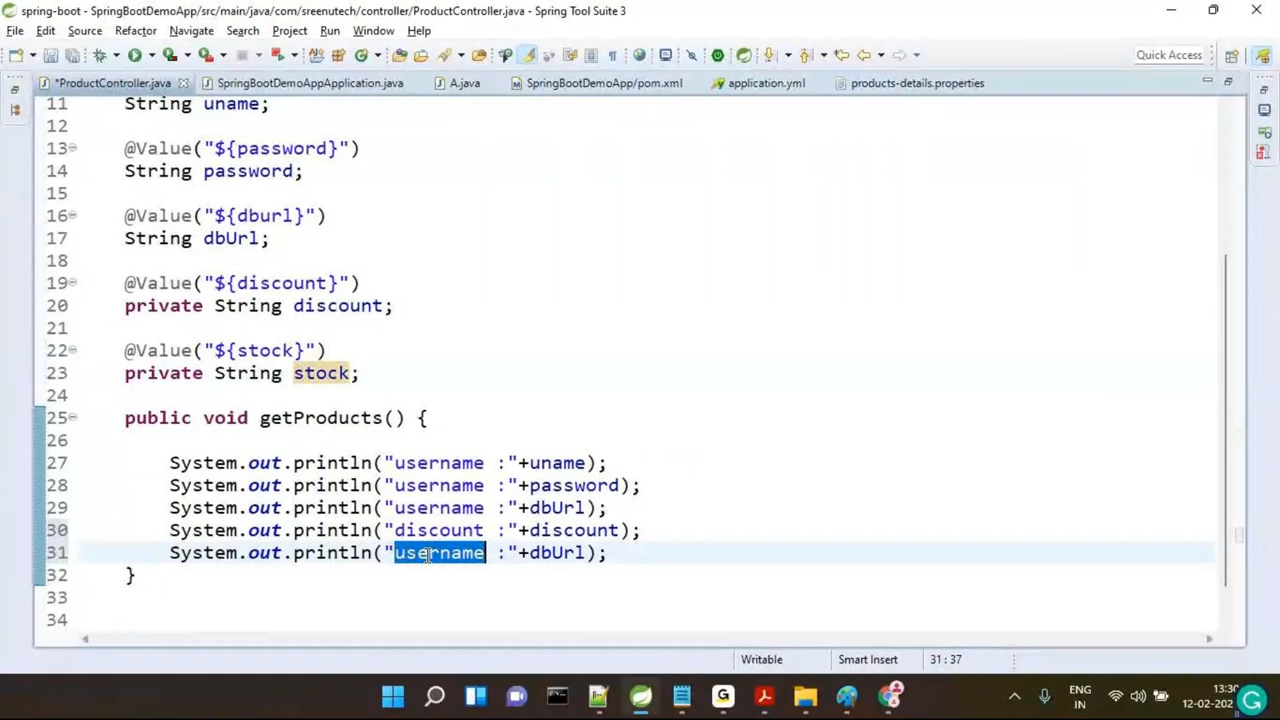 spring-boot - SpringBootDemoApp/src/main/java/com/sreenutech/controller/ProductController.java - Spring Tool Suite 3
File Edit Source Refactor Navigate Search Project Run Window Help
Quick Access
*ProductController.java SpringBootDemoAppApplication.java A.java SpringBootDemoApp/pom.xml application.yml products-details.properties
11 String uname;
12
13 @Value("${password}")
14 String password;
15
16 @Value("${dburl}")
17 String dbUrl;
18
19 @Value("${discount}")
20 private String discount;
21
22 @Value("${stock}")
23 private String stock;
24
25 public void getProducts() {
26
27 System.out.println("username :"+uname);
28 System.out.println("username :"+password);
29 System.out.println("username :"+dbUrl);
30 System.out.println("discount :"+discount);
31 System.out.println("username :"+dbUrl);
32 }
33
34
Writable Smart Insert 31 : 37
ENG 13:30
IN 12-02-202